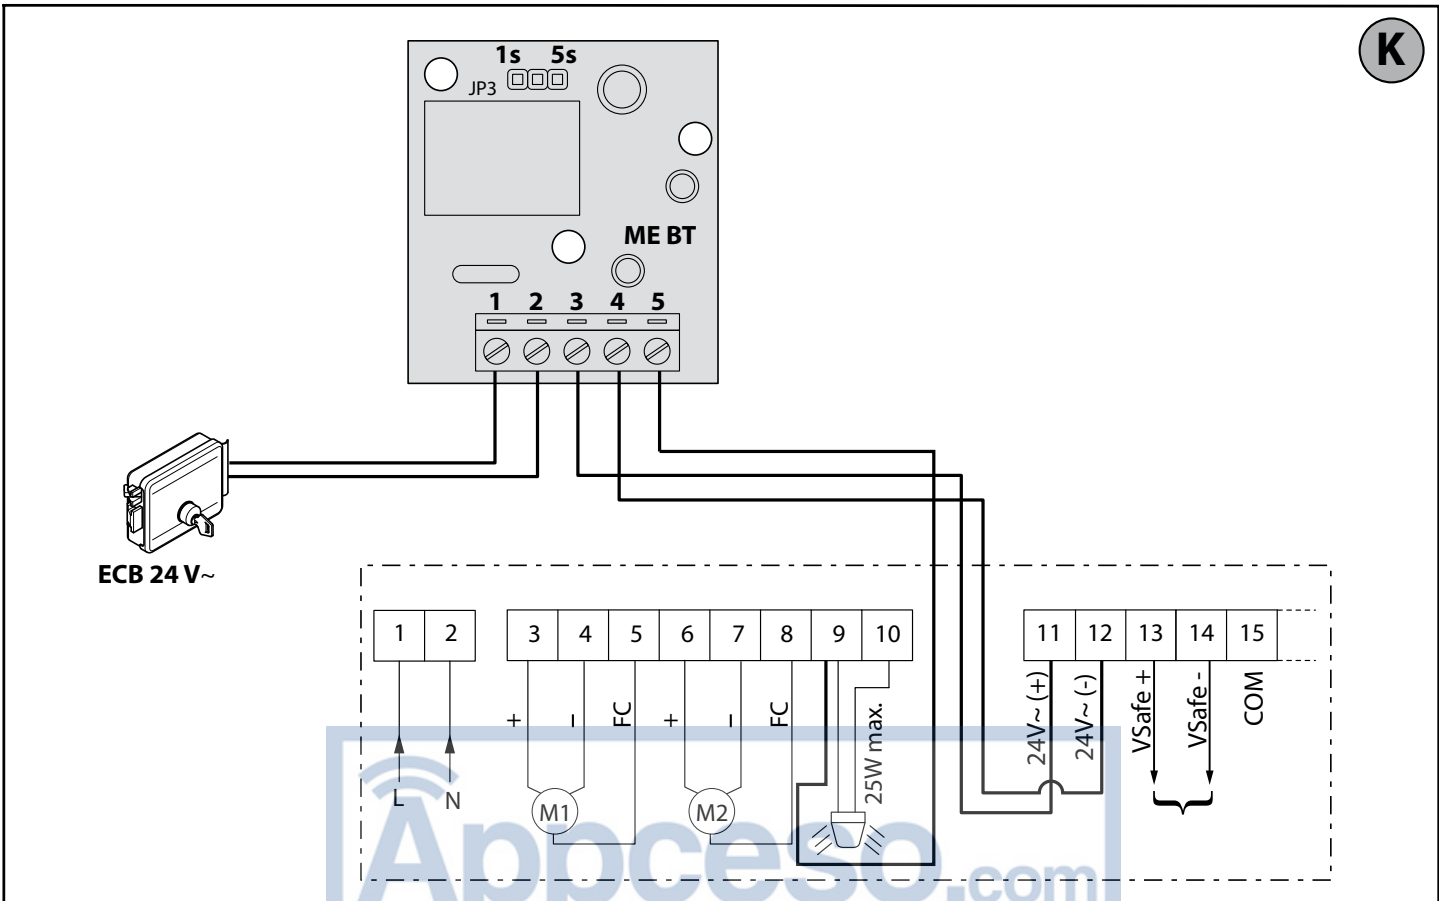 K
1s 5s
JP3
ME BT
1 2 3 4 5
ECB 24 V~
1 2 3 4 5 6 7 8 9 10 11 12 13 14 15
+ – FC + – FC 25W max. 24V~ (+) 24V~ (-) VSafe + VSafe - COM
L N M1 M2
Appceso.com